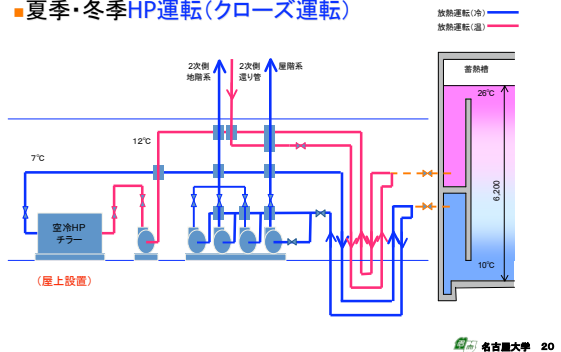 ■夏季・冬季HP運転(クローズ運転)
放熱運転(冷)
放熱運転(温)
2次側
地階系
2次側
還り管
屋階系
蓄熱槽
26℃
12℃
7℃
6,200
空冷HP
チラー
10℃
(屋上設置)
名古屋大学 20